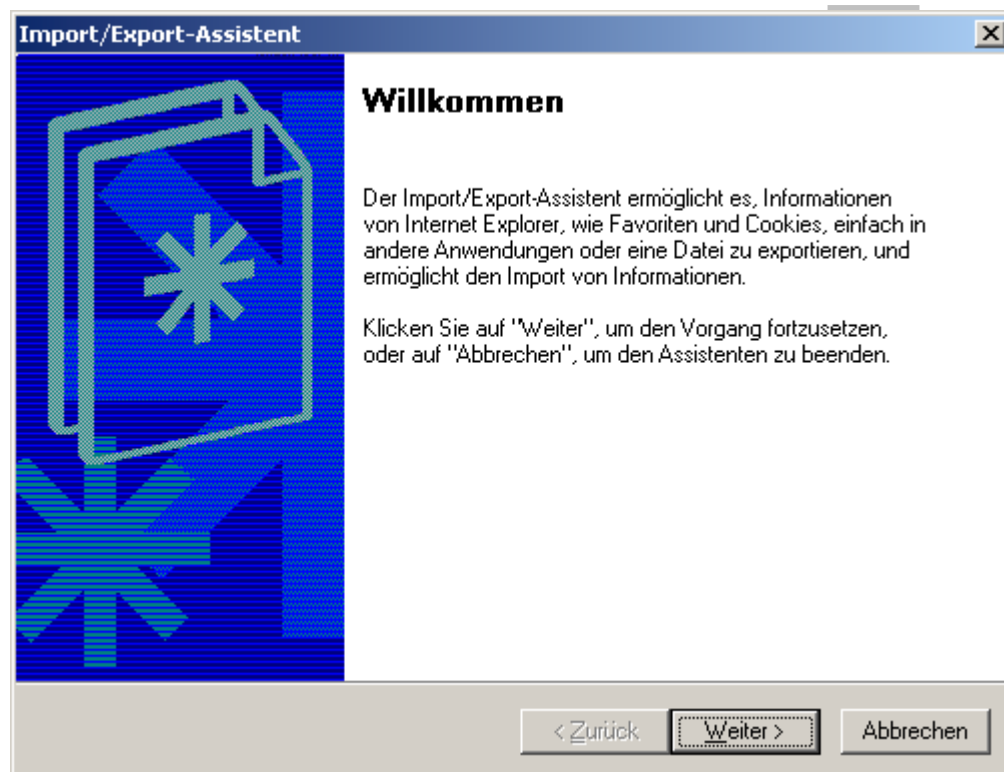 Import/Export-Assistent
Willkommen
Der Import/Export-Assistent ermöglicht es, Informationen
von Internet Explorer, wie Favoriten und Cookies, einfach in
andere Anwendungen oder eine Datei zu exportieren, und
ermöglicht den Import von Informationen.
Klicken Sie auf "Weiter", um den Vorgang fortzusetzen,
oder auf "Abbrechen", um den Assistenten zu beenden.
< Zurück Weiter > Abbrechen